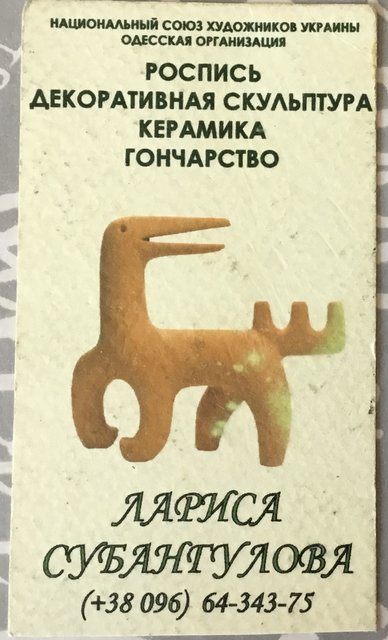 НАЦИОНАЛЬНЫЙ СОЮЗ ХУДОЖНИКОВ УКРАИНЫ
ОДЕССКАЯ ОРГАНИЗАЦИЯ
РОСПИСЬ
ДЕКОРАТИВНАЯ СКУЛЬПТУРА
КЕРАМИКА
ГОНЧАРСТВО
ЛАРИСА
СУБАНГУЛОВА
(+38 096) 64-343-75